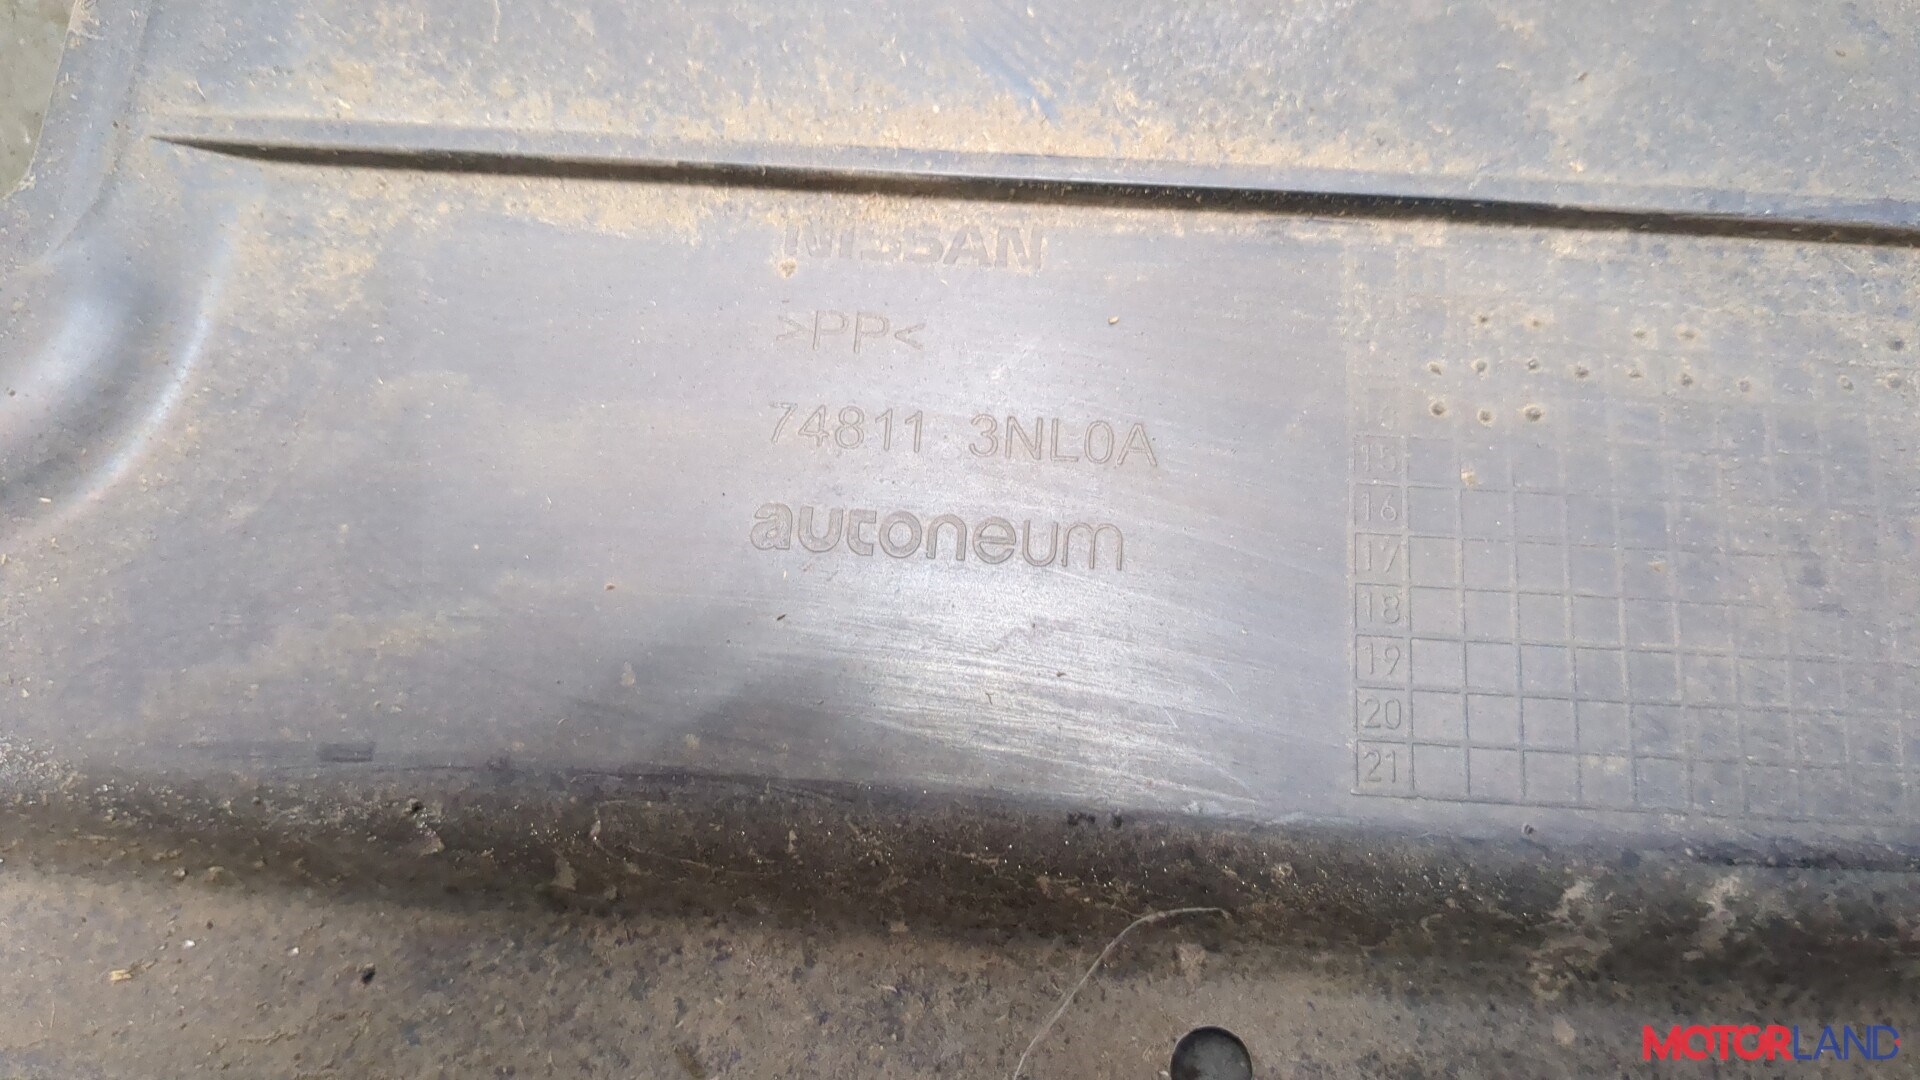 NISSAN
>PP<
74811 3NL0A
autoneum
15
16
17
18
19
20
21
MOTORLAND